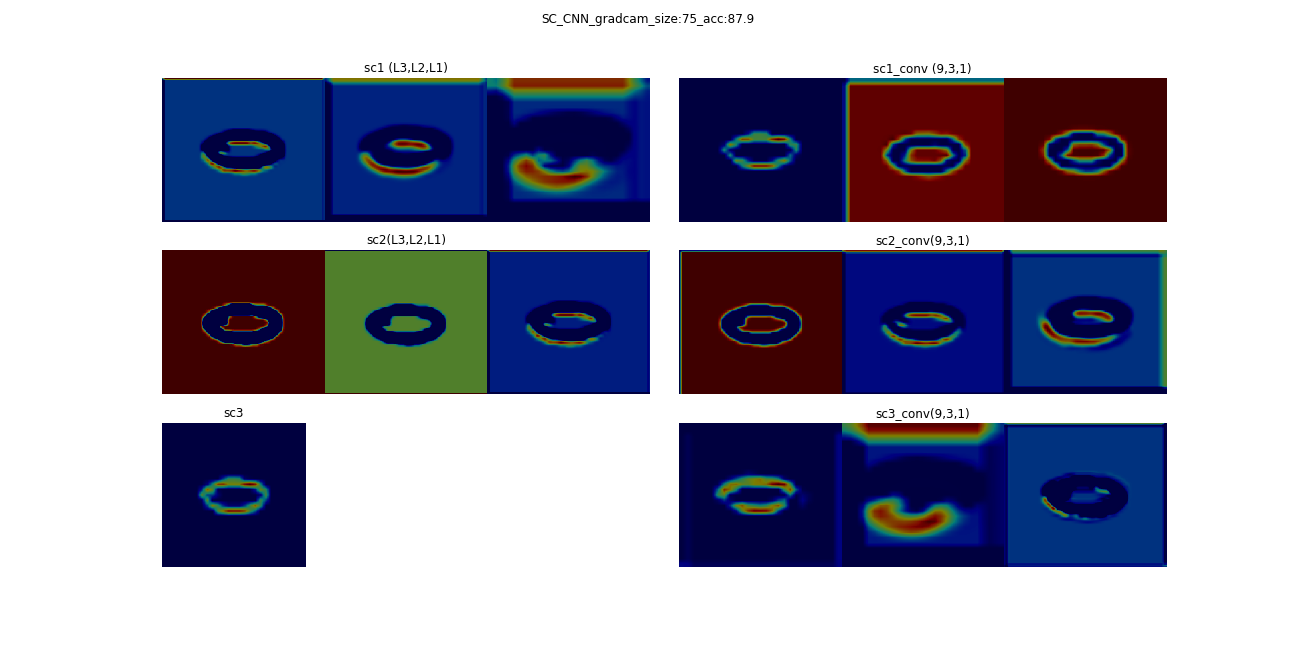 SC_CNN_gradcam_size:75_acc:87.9
sc1 (L3,L2,L1)
sc1_conv (9,3,1)
sc2(L3,L2,L1)
sc2_conv(9,3,1)
sc3
sc3_conv(9,3,1)